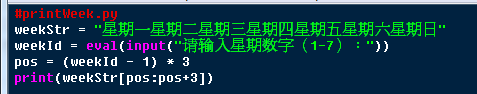 #printWeek.py
weekStr = "星期一星期二星期三星期四星期五星期六星期日"
weekId = eval(input("请输入星期数字（1-7）："))
pos = (weekId - 1) * 3
print(weekStr[pos:pos+3])